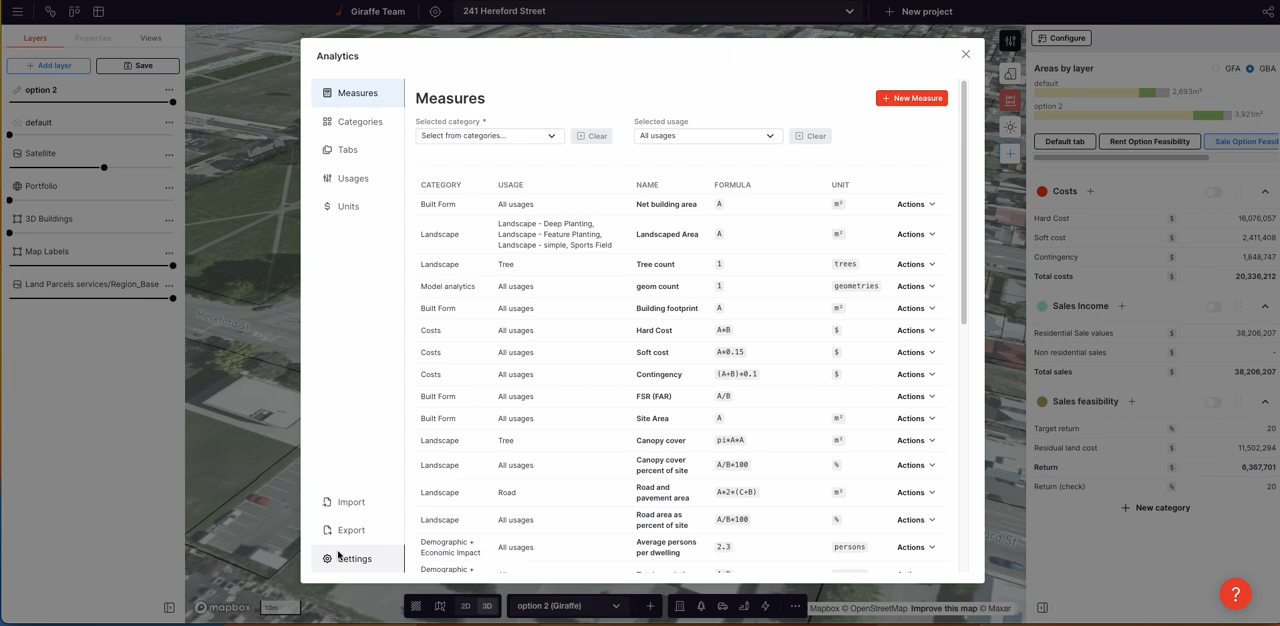 Giraffe Team
241 Hereford Street
New project
Layers
Properties
Views
Add layer
Save
option 2
default
Satellite
Portfolio
3D Buildings
Map Labels
Land Parcels services/Region_Base
Hereford St
mapbox
10m
Analytics
Measures
Categories
Tabs
Usages
Units
Import
Export
Settings
Measures
New Measure
Selected category *
Select from categories...
Clear
Selected usage
All usages
Clear
CATEGORY USAGE NAME FORMULA UNIT
Built Form All usages Net building area A m² Actions
Landscape Landscape - Deep Planting, Landscape - Feature Planting, Landscape - simple, Sports Field Landscaped Area A m² Actions
Landscape Tree Tree count 1 trees Actions
Model analytics All usages geom count 1 geometries Actions
Built Form All usages Building footprint A m² Actions
Costs All usages Hard Cost A+B $ Actions
Costs All usages Soft cost A*0.15 $ Actions
Costs All usages Contingency (A+B)*0.1 $ Actions
Built Form All usages FSR (FAR) A/B Actions
Built Form All usages Site Area A m² Actions
Landscape Tree Canopy cover pi*A*A m² Actions
Landscape All usages Canopy cover percent of site A/B*100 % Actions
Landscape Road Road and pavement area A*2*(C+B) m² Actions
Landscape All usages Road area as percent of site A/B*100 % Actions
Demographic + Economic Impact All usages Average persons per dwelling 2.3 persons Actions
Demographic +
Configure
Areas by layer
GFA
GBA
default
2,693m²
option 2
3,921m²
Default tab
Rent Option Feasibility
Sale Option Feasi
Costs
Hard Cost $ 16,076,057
Soft cost $ 2,411,408
Contingency $ 1,848,747
Total costs $ 20,336,212
Sales Income
Residential Sale values $ 38,206,207
Non residential sales $ -
Total sales $ 38,206,207
Sales feasibility
Target return % 20
Residual land cost $ 11,502,294
Return $ 6,367,701
Return (check) % 20
New category
2D
3D
option 2 (Giraffe)
Mapbox © OpenStreetMap Improve this map © Maxar
?